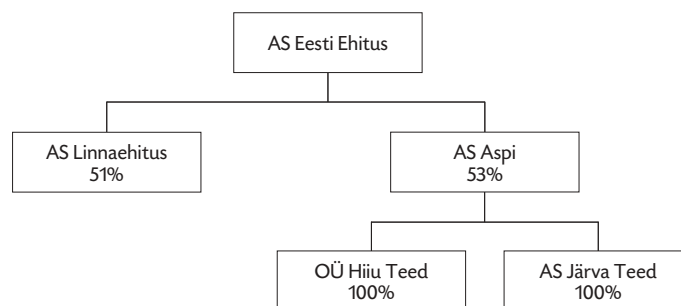 AS Eesti Ehitus
AS Linnaehitus
51%
AS Aspi
53%
OÜ Hiiu Teed
100%
AS Järva Teed
100%